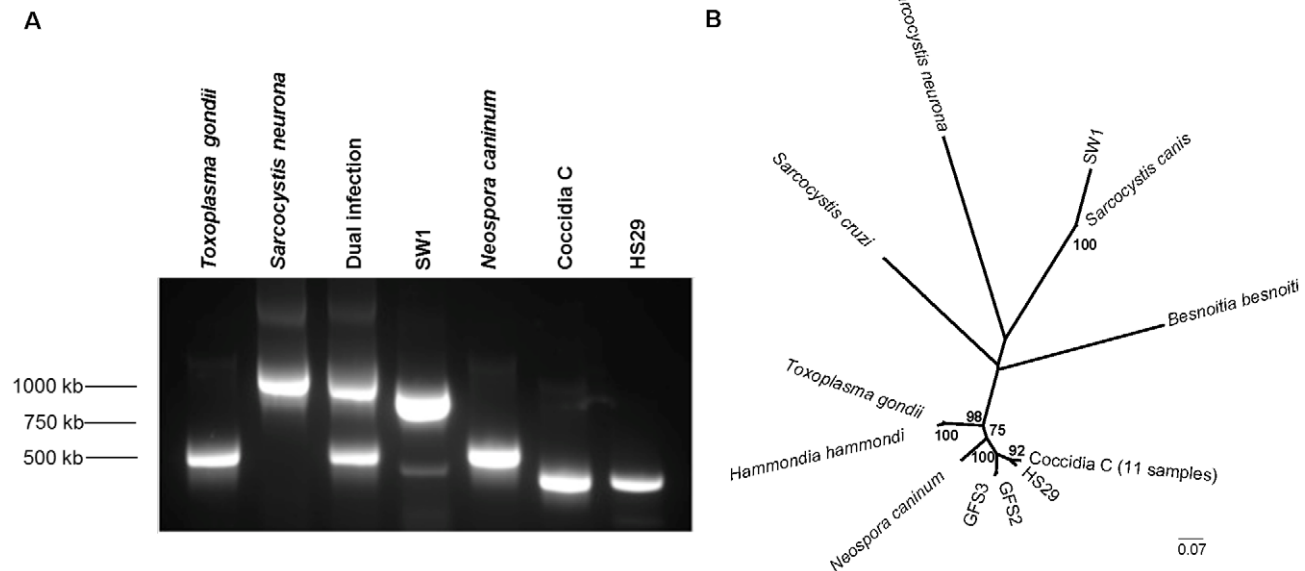 A
Toxoplasma gondii
Sarcocystis neurona
Dual infection
SW1
Neospora caninum
Coccidia C
HS29
1000 kb
750 kb
500 kb
B
neurona
SW1
Sarcocystis canis
100
Sarcocystis cruzi
Besnoitia besnoiti
Toxoplasma gondii
98
100
75
Hammondia hammondi
100
92
Coccidia C (11 samples)
HS29
GFS2
GFS3
Neospora caninum
0.07